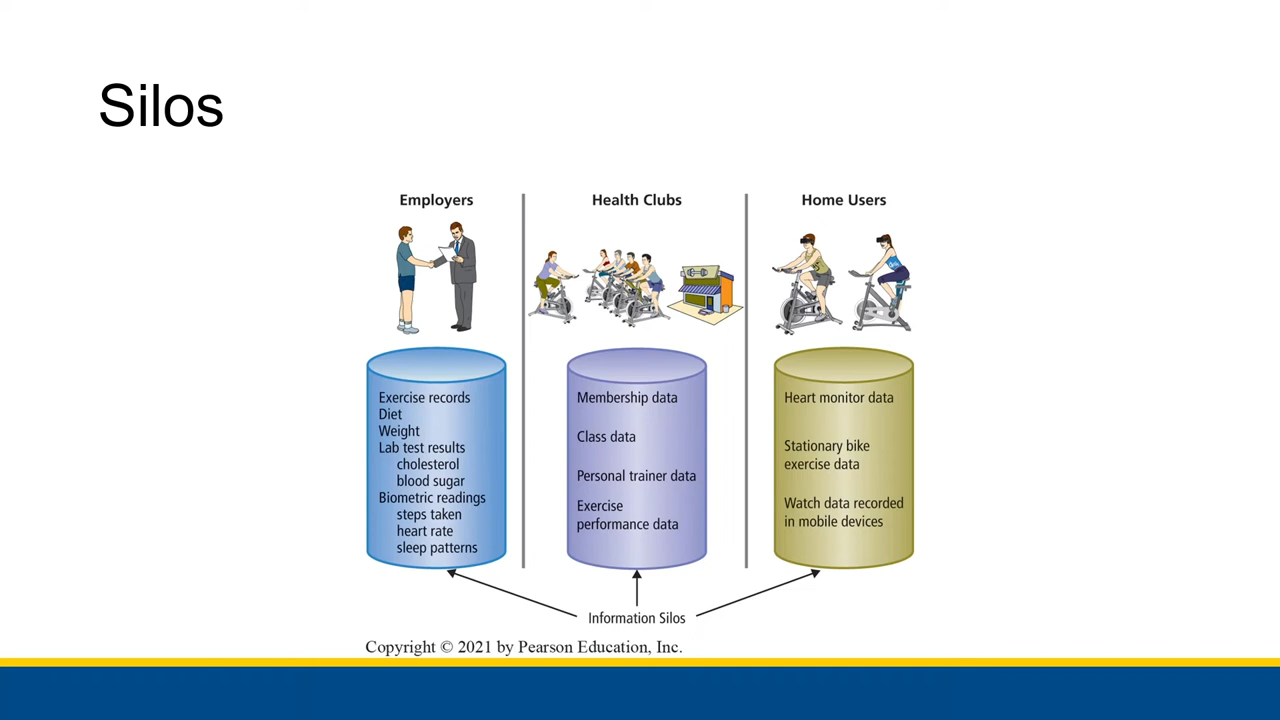 Silos
Employers
Health Clubs
Home Users
Exercise records
Diet
Weight
Lab test results
cholesterol
blood sugar
Biometric readings
steps taken
heart rate
sleep patterns
Membership data
Class data
Personal trainer data
Exercise
performance data
Heart monitor data
Stationary bike
exercise data
Watch data recorded
in mobile devices
Information Silos
Copyright © 2021 by Pearson Education, Inc.